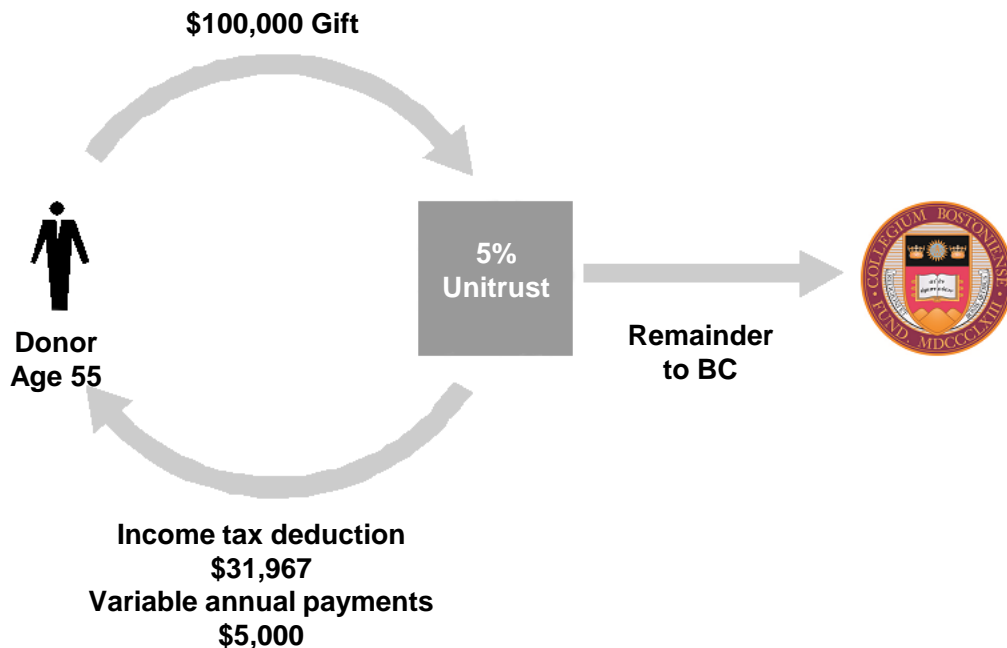 $100,000 Gift
5%
Unitrust
Donor
Age 55
Remainder
to BC
COLLEGIUM BOSTONIENSE
FUND. MDCCCLXIII
Income tax deduction
$31,967
Variable annual payments
$5,000